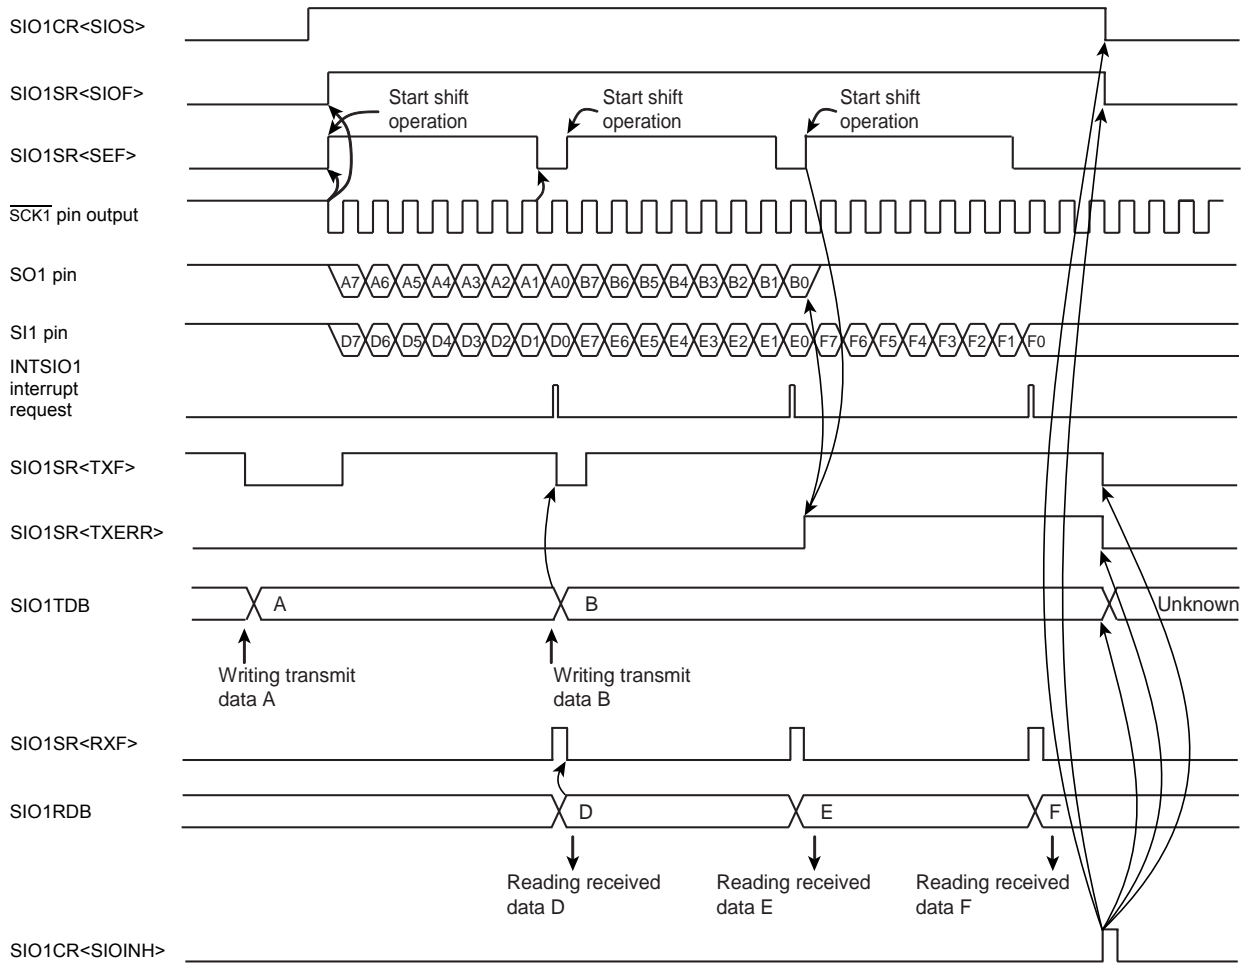 SIO1CR<SIOS>
SIO1SR<SIOF>
Start shift
operation
Start shift
operation
Start shift
operation
SIO1SR<SEF>
SCK1 pin output
SO1 pin
A7 A6 A5 A4 A3 A2 A1 A0 B7 B6 B5 B4 B3 B2 B1 B0
SI1 pin
D7 D6 D5 D4 D3 D2 D1 D0 E7 E6 E5 E4 E3 E2 E1 E0 F7 F6 F5 F4 F3 F2 F1 F0
INTSIO1
interrupt
request
SIO1SR<TXF>
SIO1SR<TXERR>
SIO1TDB A B Unknown
Writing transmit
data A
Writing transmit
data B
SIO1SR<RXF>
SIO1RDB D E F
Reading received
data D
Reading received
data E
Reading received
data F
SIO1CR<SIOINH>